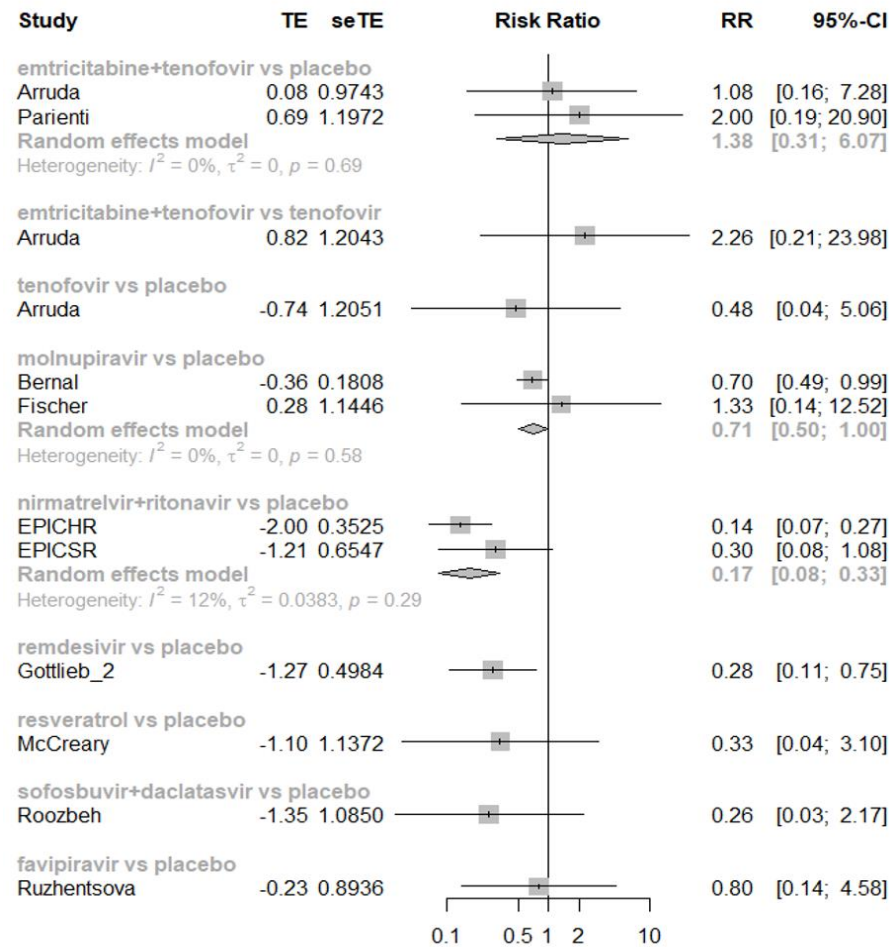 Study TE seTE Risk Ratio RR 95%-CI
emtricitabine+tenofovir vs placebo
Arruda 0.08 0.9743 1.08 [0.16; 7.28]
Parienti 0.69 1.1972 2.00 [0.19; 20.90]
Random effects model 1.38 [0.31; 6.07]
Heterogeneity: I² = 0%, τ² = 0, p = 0.69
emtricitabine+tenofovir vs tenofovir
Arruda 0.82 1.2043 2.26 [0.21; 23.98]
tenofovir vs placebo
Arruda -0.74 1.2051 0.48 [0.04; 5.06]
molnupiravir vs placebo
Bernal -0.36 0.1808 0.70 [0.49; 0.99]
Fischer 0.28 1.1446 1.33 [0.14; 12.52]
Random effects model 0.71 [0.50; 1.00]
Heterogeneity: I² = 0%, τ² = 0, p = 0.58
nirmatrelvir+ritonavir vs placebo
EPICHR -2.00 0.3525 0.14 [0.07; 0.27]
EPICSR -1.21 0.6547 0.30 [0.08; 1.08]
Random effects model 0.17 [0.08; 0.33]
Heterogeneity: I² = 12%, τ² = 0.0383, p = 0.29
remdesivir vs placebo
Gottlieb_2 -1.27 0.4984 0.28 [0.11; 0.75]
resveratrol vs placebo
McCreary -1.10 1.1372 0.33 [0.04; 3.10]
sofosbuvir+daclatasvir vs placebo
Roozbeh -1.35 1.0850 0.26 [0.03; 2.17]
favipiravir vs placebo
Ruzhentsova -0.23 0.8936 0.80 [0.14; 4.58]
0.1 0.5 1 2 10